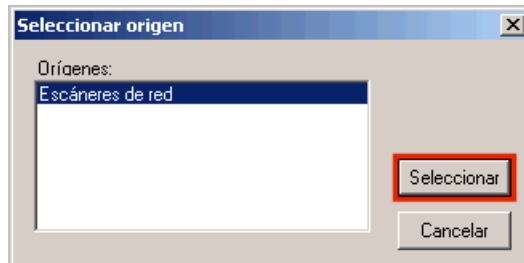 Seleccionar origen
Orígenes:
Escáneres de red
Seleccionar
Cancelar